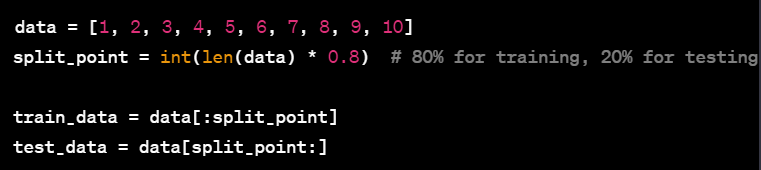 data = [1, 2, 3, 4, 5, 6, 7, 8, 9, 10]
split_point = int(len(data) * 0.8)  # 80% for training, 20% for testing
train_data = data[:split_point]
test_data = data[split_point:]